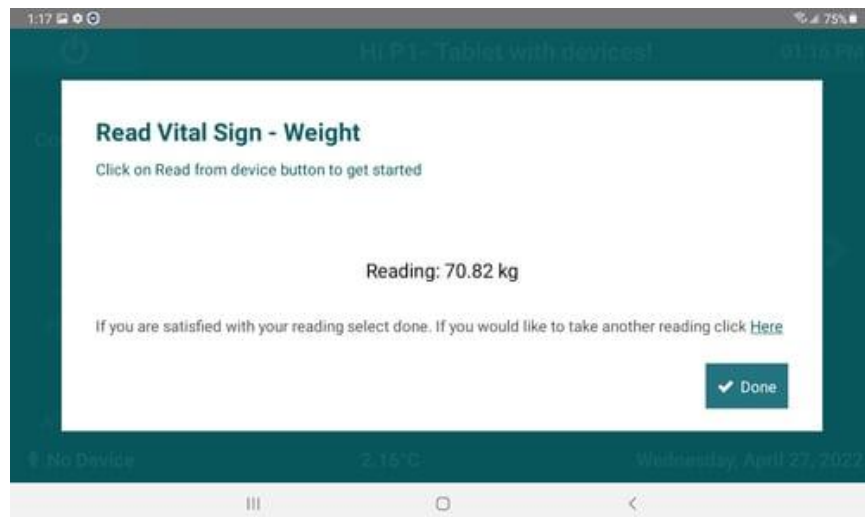 1:17 75%
Hi P1- Tablet with devices! 01:16 PM
Read Vital Sign - Weight
Click on Read from device button to get started
Reading: 70.82 kg
If you are satisfied with your reading select done. If you would like to take another reading click Here
Done
No Device 2.16°C Wednesday, April 27, 2022